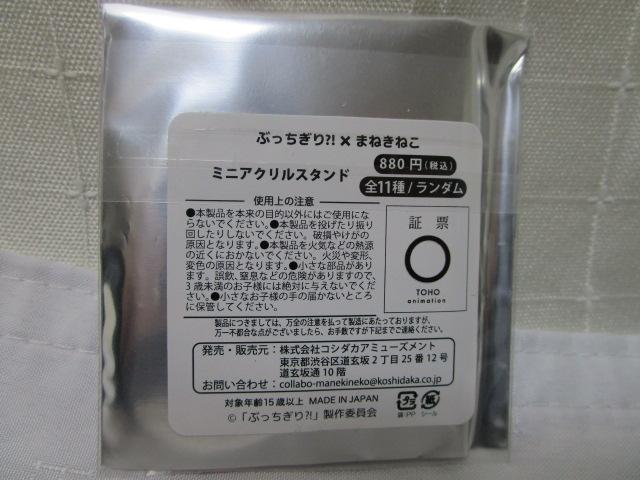 ぶっちぎり?! × まねきねこ
ミニアクリルスタンド
880円(税込)
全11種/ランダム
使用上の注意
●本製品を本来の目的以外にはご使用にな
らないでください。●本製品を投げたり振り
回したりしないでください。破損やけがの
原因となります。●本製品を火気などの熱源
の近くにおかないでください。火災や変形、
変色の原因となります。●小さな部品があり
ます。誤飲、窒息などの危険がありますので、
3歳未満のお子様には絶対に与えないでくだ
さい。●小さなお子様の手の届かないところ
に保管してください。
証票
TOHO
animation
製品につきましては、万全の注意を払って製造にあたっておりますが、
万一不都合な点がございましたら、お手数ですが下記までご連絡ください。
発売・販売元：株式会社コシダカアミューズメント
東京都渋谷区道玄坂2丁目25番12号
道玄坂通10階
お問い合わせ：collabo-manekineko@koshidaka.co.jp
対象年齢15歳以上 MADE IN JAPAN
©「ぶっちぎり?!」製作委員会
プラ
袋:PP
紙
シール